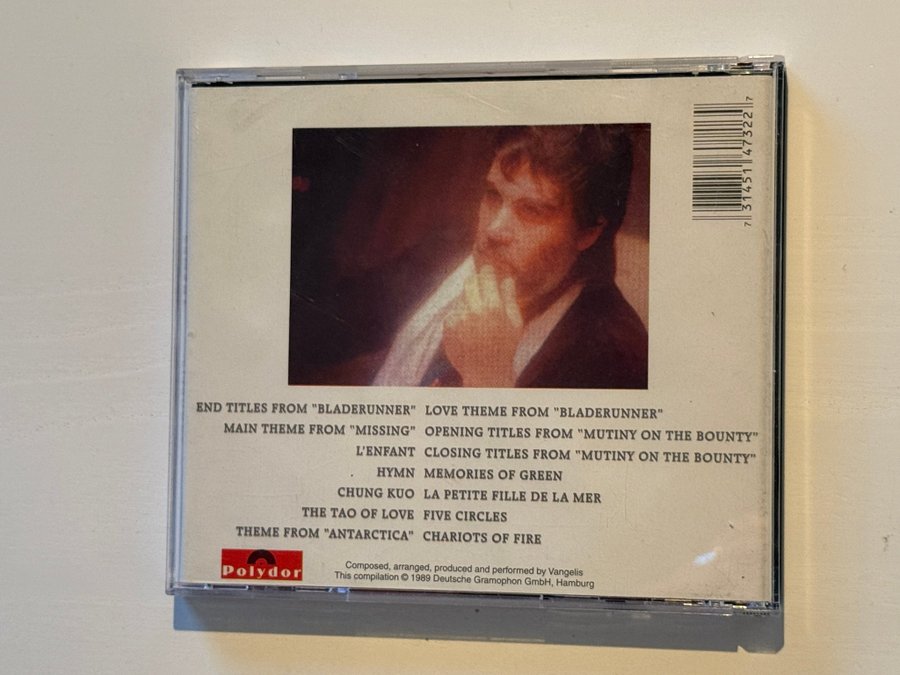 7 31451 47322 7
END TITLES FROM "BLADERUNNER"
MAIN THEME FROM "MISSING"
L'ENFANT
HYMN
CHUNG KUO
THE TAO OF LOVE
THEME FROM "ANTARCTICA"
LOVE THEME FROM "BLADERUNNER"
OPENING TITLES FROM "MUTINY ON THE BOUNTY"
CLOSING TITLES FROM "MUTINY ON THE BOUNTY"
MEMORIES OF GREEN
LA PETITE FILLE DE LA MER
FIVE CIRCLES
CHARIOTS OF FIRE
Polydor
Composed, arranged, produced and performed by Vangelis
This compilation © 1989 Deutsche Gramophon GmbH, Hamburg